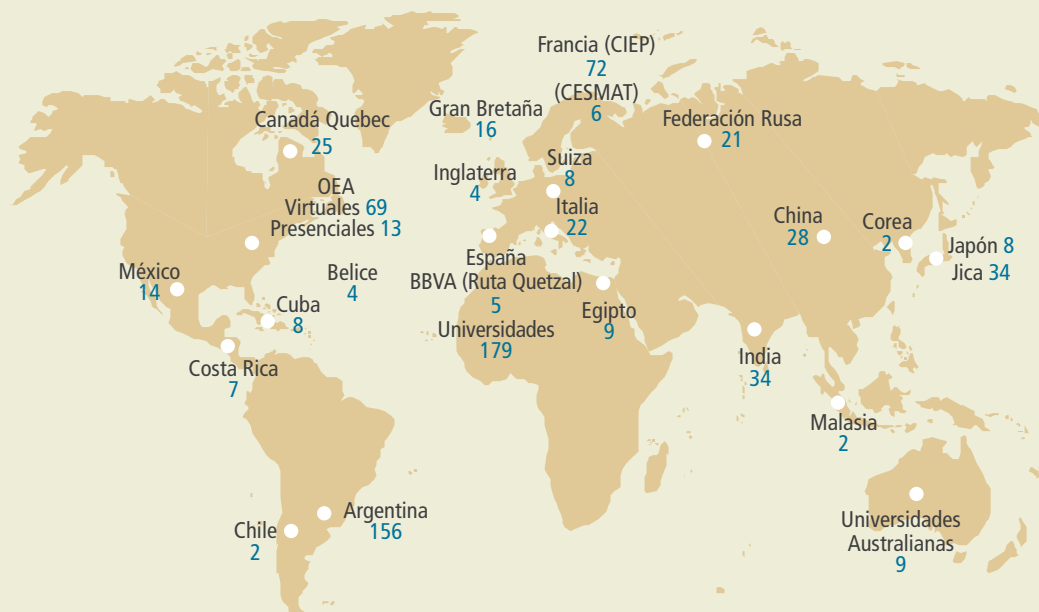 Francia (CIEP)
72
(CESMAT)
6
Gran Bretaña
16
Canadá Quebec
25
Federación Rusa
21
Suiza
8
Inglaterra
4
OEA
Virtuales 69
Presenciales 13
Italia
22
China
28
Corea
2
Japón 8
Jica 34
España
BBVA (Ruta Quetzal)
5
Universidades
179
México
14
Belice
4
Cuba
8
Egipto
9
Costa Rica
7
India
34
Malasia
2
Argentina
156
Chile
2
Universidades
Australianas
9